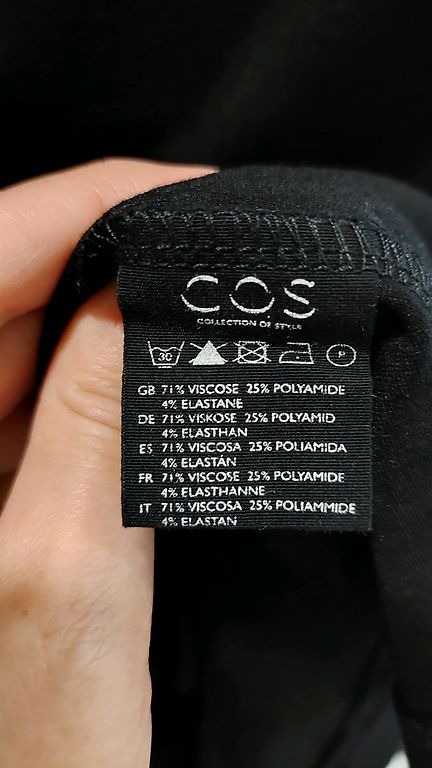 COS
COLLECTION OF STYLE
30 P
GB 71% VISCOSE 25% POLYAMIDE
4% ELASTANE
DE 71% VISKOSE 25% POLYAMID
4% ELASTHAN
ES 71% VISCOSA 25% POLIAMIDA
4% ELASTÁN
FR 71% VISCOSE 25% POLYAMIDE
4% ELASTHANNE
IT 71% VISCOSA 25% POLIAMMIDE
4% ELASTAN